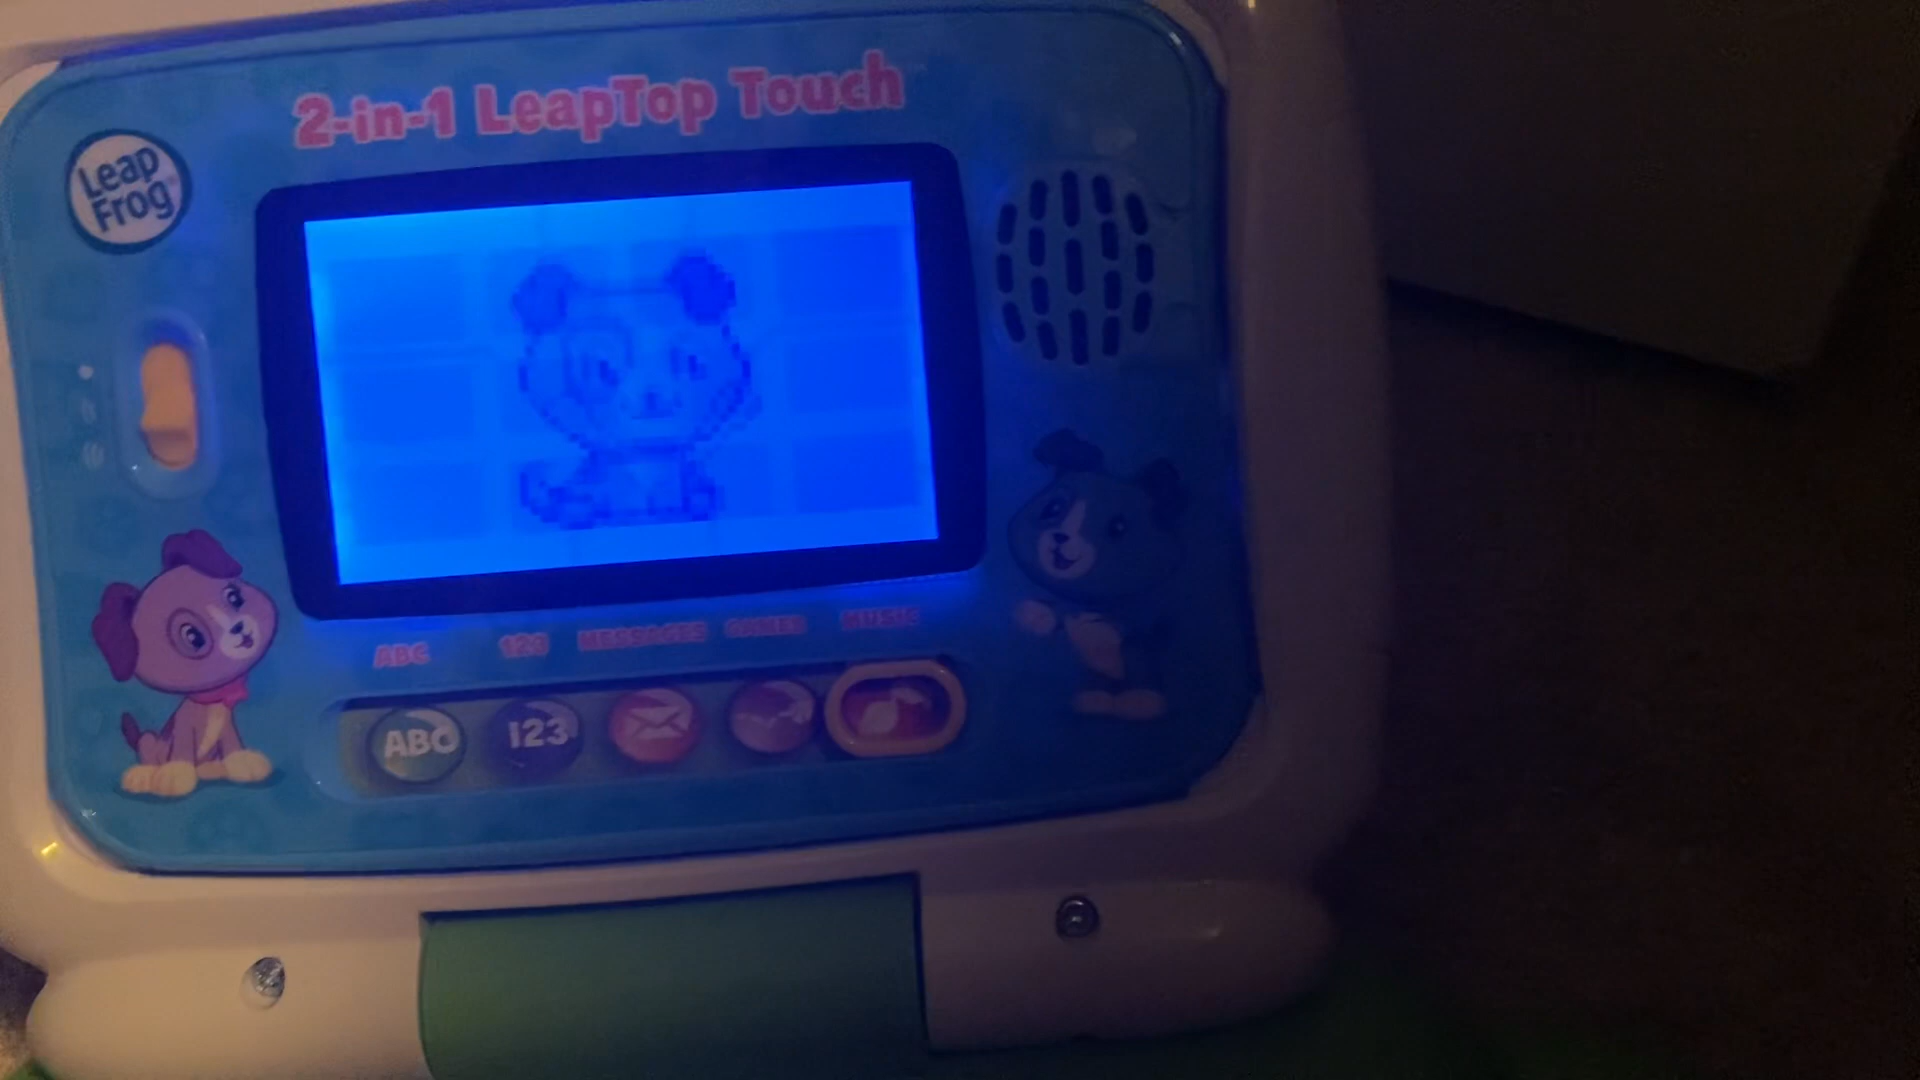 2-in-1 LeapTop Touch
Leap
Frog
ABC 123 MESSAGES GAMES MUSIC
ABC 123